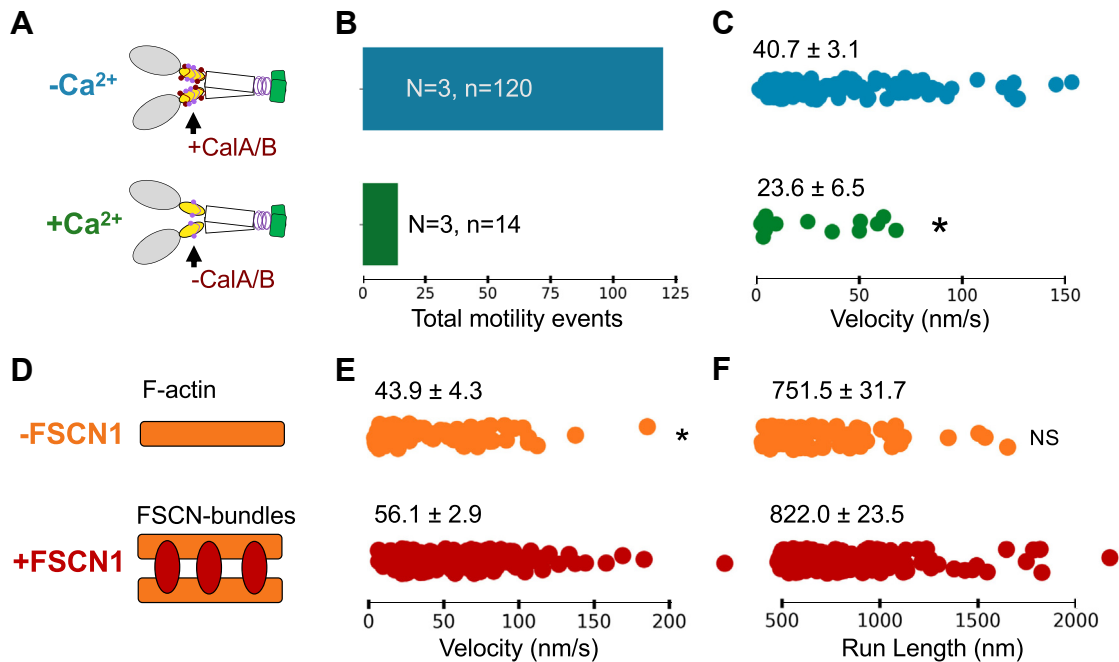 A
-Ca²⁺
+CalA/B
+Ca²⁺
-CalA/B
B
N=3, n=120
N=3, n=14
0 25 50 75 100 125
Total motility events
C
40.7 ± 3.1
23.6 ± 6.5
*
0 50 100 150
Velocity (nm/s)
D
F-actin
-FSCN1
FSCN-bundles
+FSCN1
E
43.9 ± 4.3
*
56.1 ± 2.9
0 50 100 150 200
Velocity (nm/s)
F
751.5 ± 31.7
NS
822.0 ± 23.5
500 1000 1500 2000
Run Length (nm)